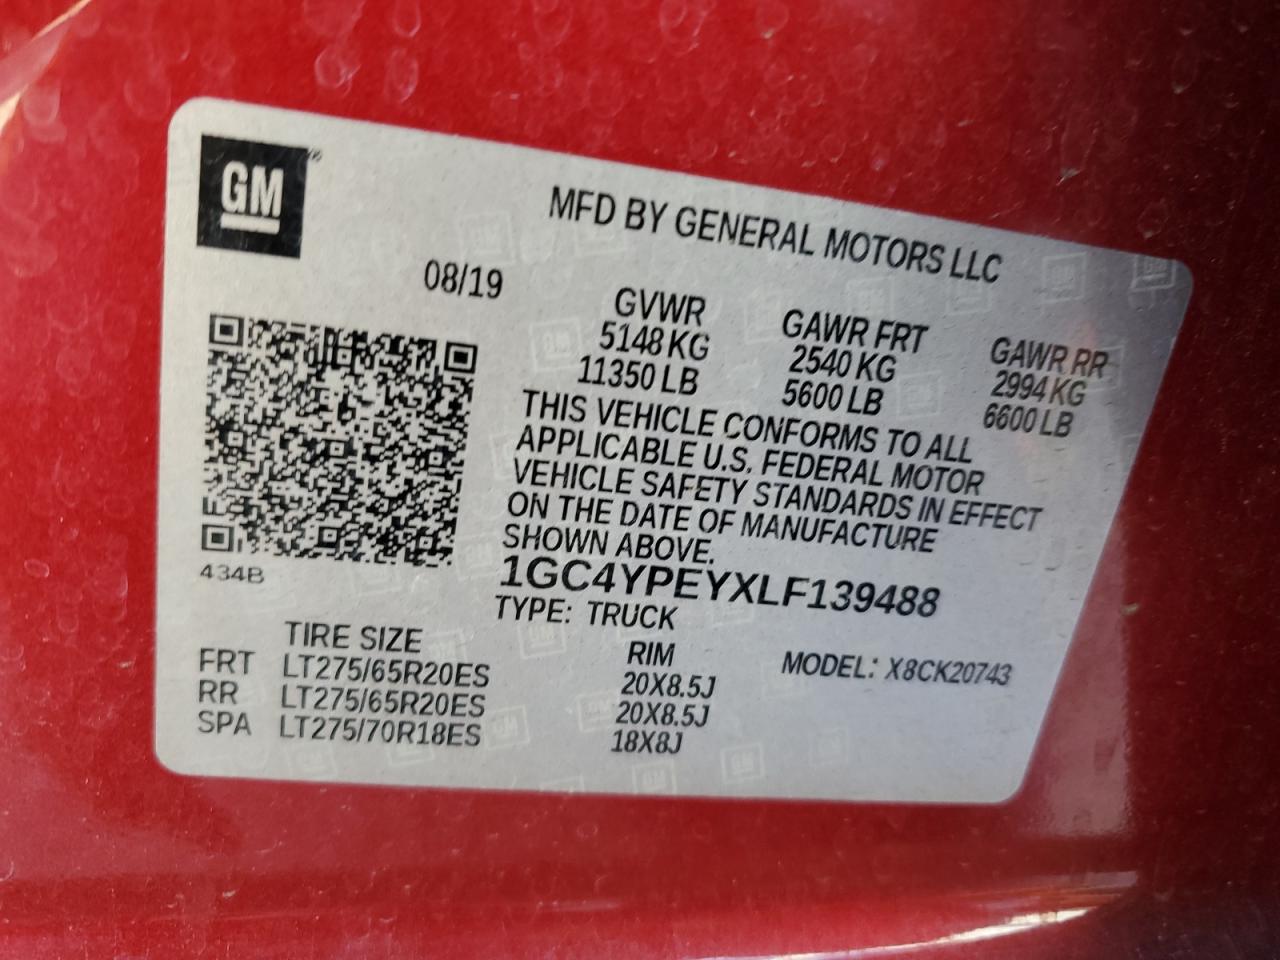 GM
MFD BY GENERAL MOTORS LLC
08/19
GVWR GAWR FRT GAWR RR
5148 KG 2540 KG 2994 KG
11350 LB 5600 LB 6600 LB
THIS VEHICLE CONFORMS TO ALL
APPLICABLE U.S. FEDERAL MOTOR
VEHICLE SAFETY STANDARDS IN EFFECT
ON THE DATE OF MANUFACTURE
SHOWN ABOVE.
434B
1GC4YPEYXLF139488
TYPE: TRUCK
TIRE SIZE RIM MODEL: X8CK20743
FRT LT275/65R20ES 20X8.5J
RR LT275/65R20ES 20X8.5J
SPA LT275/70R18ES 18X8J